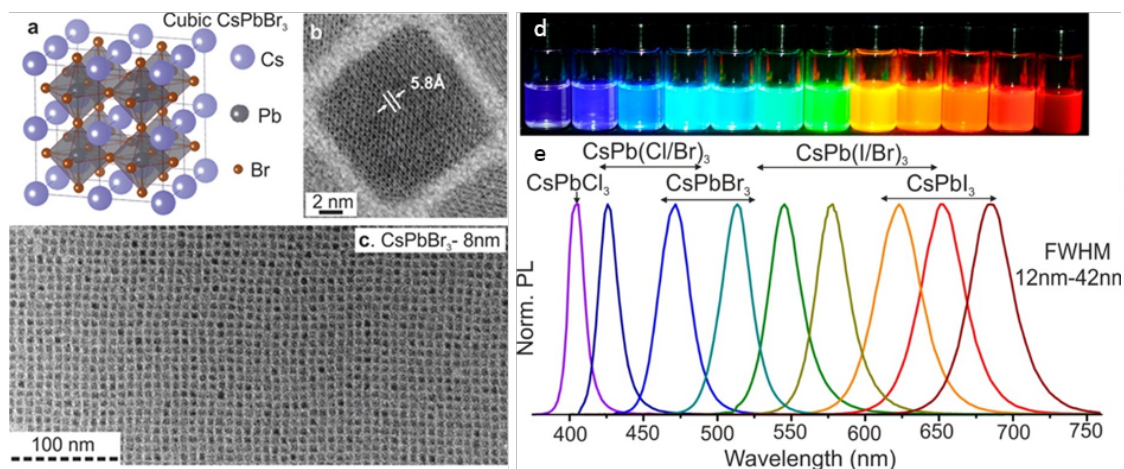 a
Cubic CsPbBr₃
Cs
Pb
Br
b
5.8Å
2 nm
c. CsPbBr₃- 8nm
100 nm
d
e
CsPb(Cl/Br)₃
CsPb(I/Br)₃
CsPbCl₃
CsPbBr₃
CsPbI₃
FWHM
12nm-42nm
Norm. PL
400 450 500 550 600 650 700 750
Wavelength (nm)